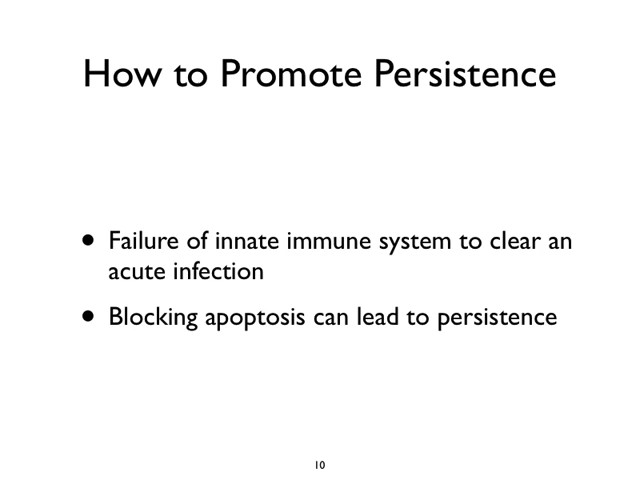 How to Promote Persistence
• Failure of innate immune system to clear an
acute infection
• Blocking apoptosis can lead to persistence
10